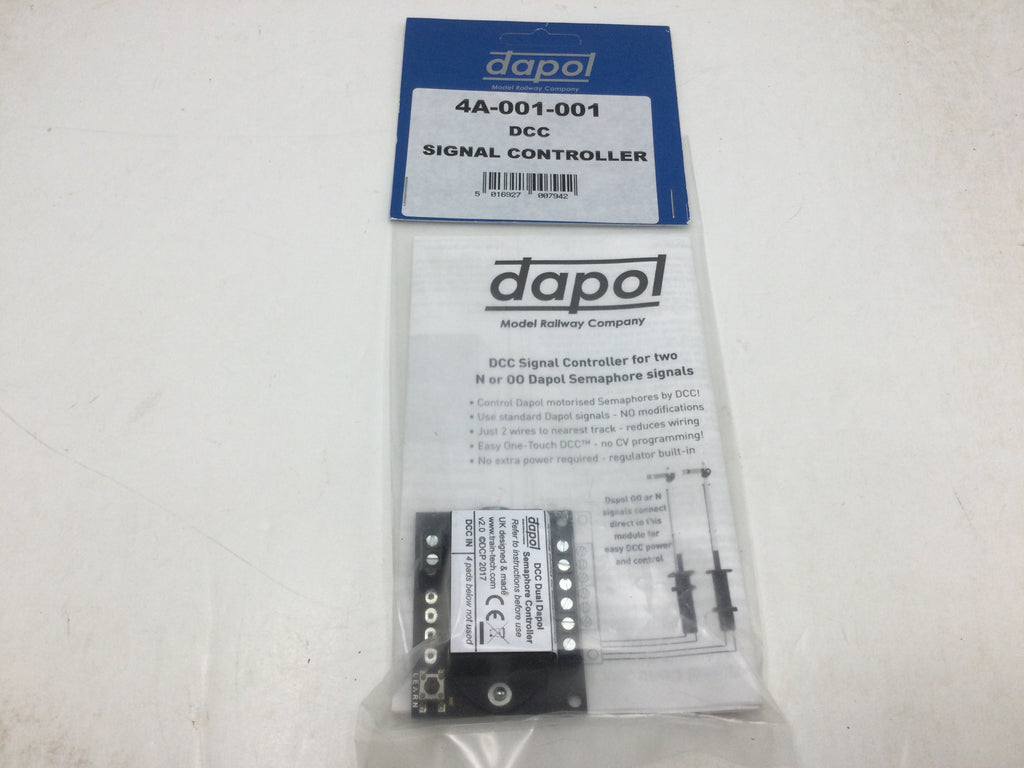 dapol
Model Railway Company
4A-001-001
DCC
SIGNAL CONTROLLER
5 016927 007942
dapol
Model Railway Company
DCC Signal Controller for two
N or OO Dapol Semaphore signals
• Control Dapol motorised Semaphores by DCC!
• Use standard Dapol signals - NO modifications
• Just 2 wires to nearest track - reduces wiring
• Easy One-Touch DCC™ - no CV programming!
• No extra power required - regulator built-in
Dapol OO or N
signals connect
direct to this
module for
easy DCC power
and control
dapol
DCC Dual Dapol
Semaphore Controller
Refer to instructions before use
UK designed & made
www.train-tech.com
v2.0 ©DCP 2017
CE
DCC IN
4 pads below not used
LEARN